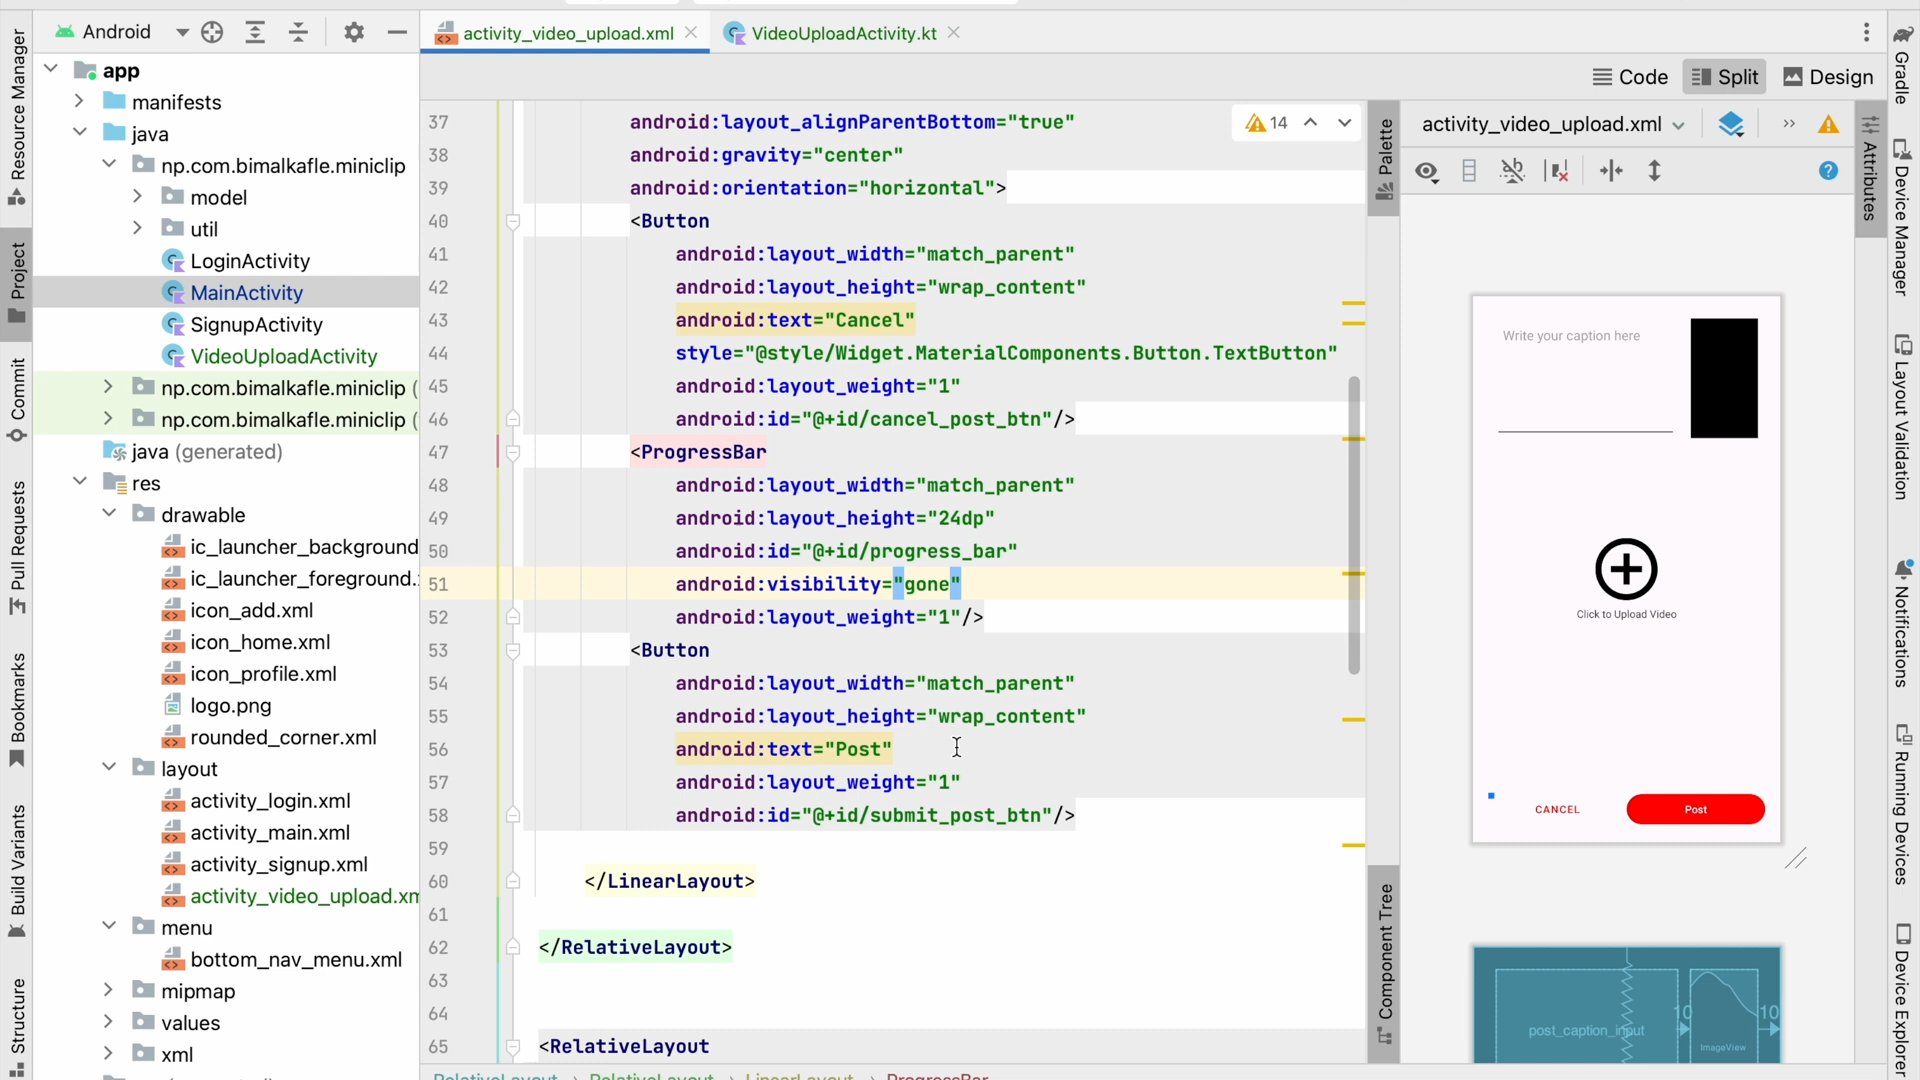 Android
activity_video_upload.xml
VideoUploadActivity.kt
Code
Split
Design
Resource Manager
Project
Commit
Pull Requests
Bookmarks
Build Variants
Structure
app
manifests
java
np.com.bimalkafle.miniclip
model
util
LoginActivity
MainActivity
SignupActivity
VideoUploadActivity
np.com.bimalkafle.miniclip (
np.com.bimalkafle.miniclip (
java (generated)
res
drawable
ic_launcher_background
ic_launcher_foreground.
icon_add.xml
icon_home.xml
icon_profile.xml
logo.png
rounded_corner.xml
layout
activity_login.xml
activity_main.xml
activity_signup.xml
activity_video_upload.xm
menu
bottom_nav_menu.xml
mipmap
values
xml
14
37 android:layout_alignParentBottom="true"
38 android:gravity="center"
39 android:orientation="horizontal">
40 <Button
41 android:layout_width="match_parent"
42 android:layout_height="wrap_content"
43 android:text="Cancel"
44 style="@style/Widget.MaterialComponents.Button.TextButton"
45 android:layout_weight="1"
46 android:id="@+id/cancel_post_btn"/>
47 <ProgressBar
48 android:layout_width="match_parent"
49 android:layout_height="24dp"
50 android:id="@+id/progress_bar"
51 android:visibility="gone"
52 android:layout_weight="1"/>
53 <Button
54 android:layout_width="match_parent"
55 android:layout_height="wrap_content"
56 android:text="Post"
57 android:layout_weight="1"
58 android:id="@+id/submit_post_btn"/>
59
60 </LinearLayout>
61
62 </RelativeLayout>
63
64
65 <RelativeLayout
RelativeLayout › RelativeLayout › LinearLayout › ProgressBar
Palette
Component Tree
activity_video_upload.xml
Write your caption here
Click to Upload Video
CANCEL
Post
post_caption_input
10
ImageView
10
Attributes
Gradle
Device Manager
Layout Validation
Notifications
Running Devices
Device Explorer